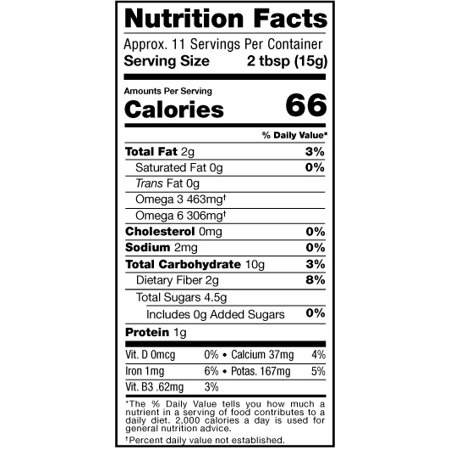 Nutrition Facts
Approx. 11 Servings Per Container
Serving Size 2 tbsp (15g)
Amounts Per Serving
Calories 66
% Daily Value*
Total Fat 2g 3%
Saturated Fat 0g 0%
Trans Fat 0g
Omega 3 463mg†
Omega 6 306mg†
Cholesterol 0mg 0%
Sodium 2mg 0%
Total Carbohydrate 10g 3%
Dietary Fiber 2g 8%
Total Sugars 4.5g
Includes 0g Added Sugars 0%
Protein 1g
Vit. D 0mcg 0% • Calcium 37mg 4%
Iron 1mg 6% • Potas. 167mg 5%
Vit. B3 .62mg 3%
*The % Daily Value tells you how much a
nutrient in a serving of food contributes to a
daily diet. 2,000 calories a day is used for
general nutrition advice.
†Percent daily value not established.